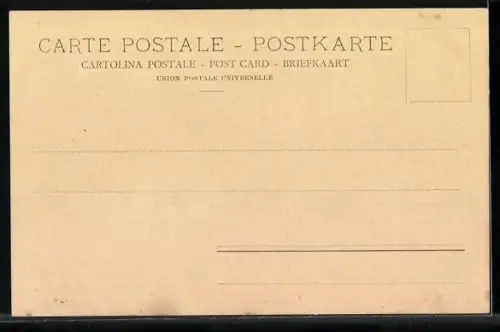 CARTE POSTALE - POSTKARTE
CARTOLINA POSTALE - POST CARD - BRIEFKAART
UNION POSTALE UNIVERSELLE